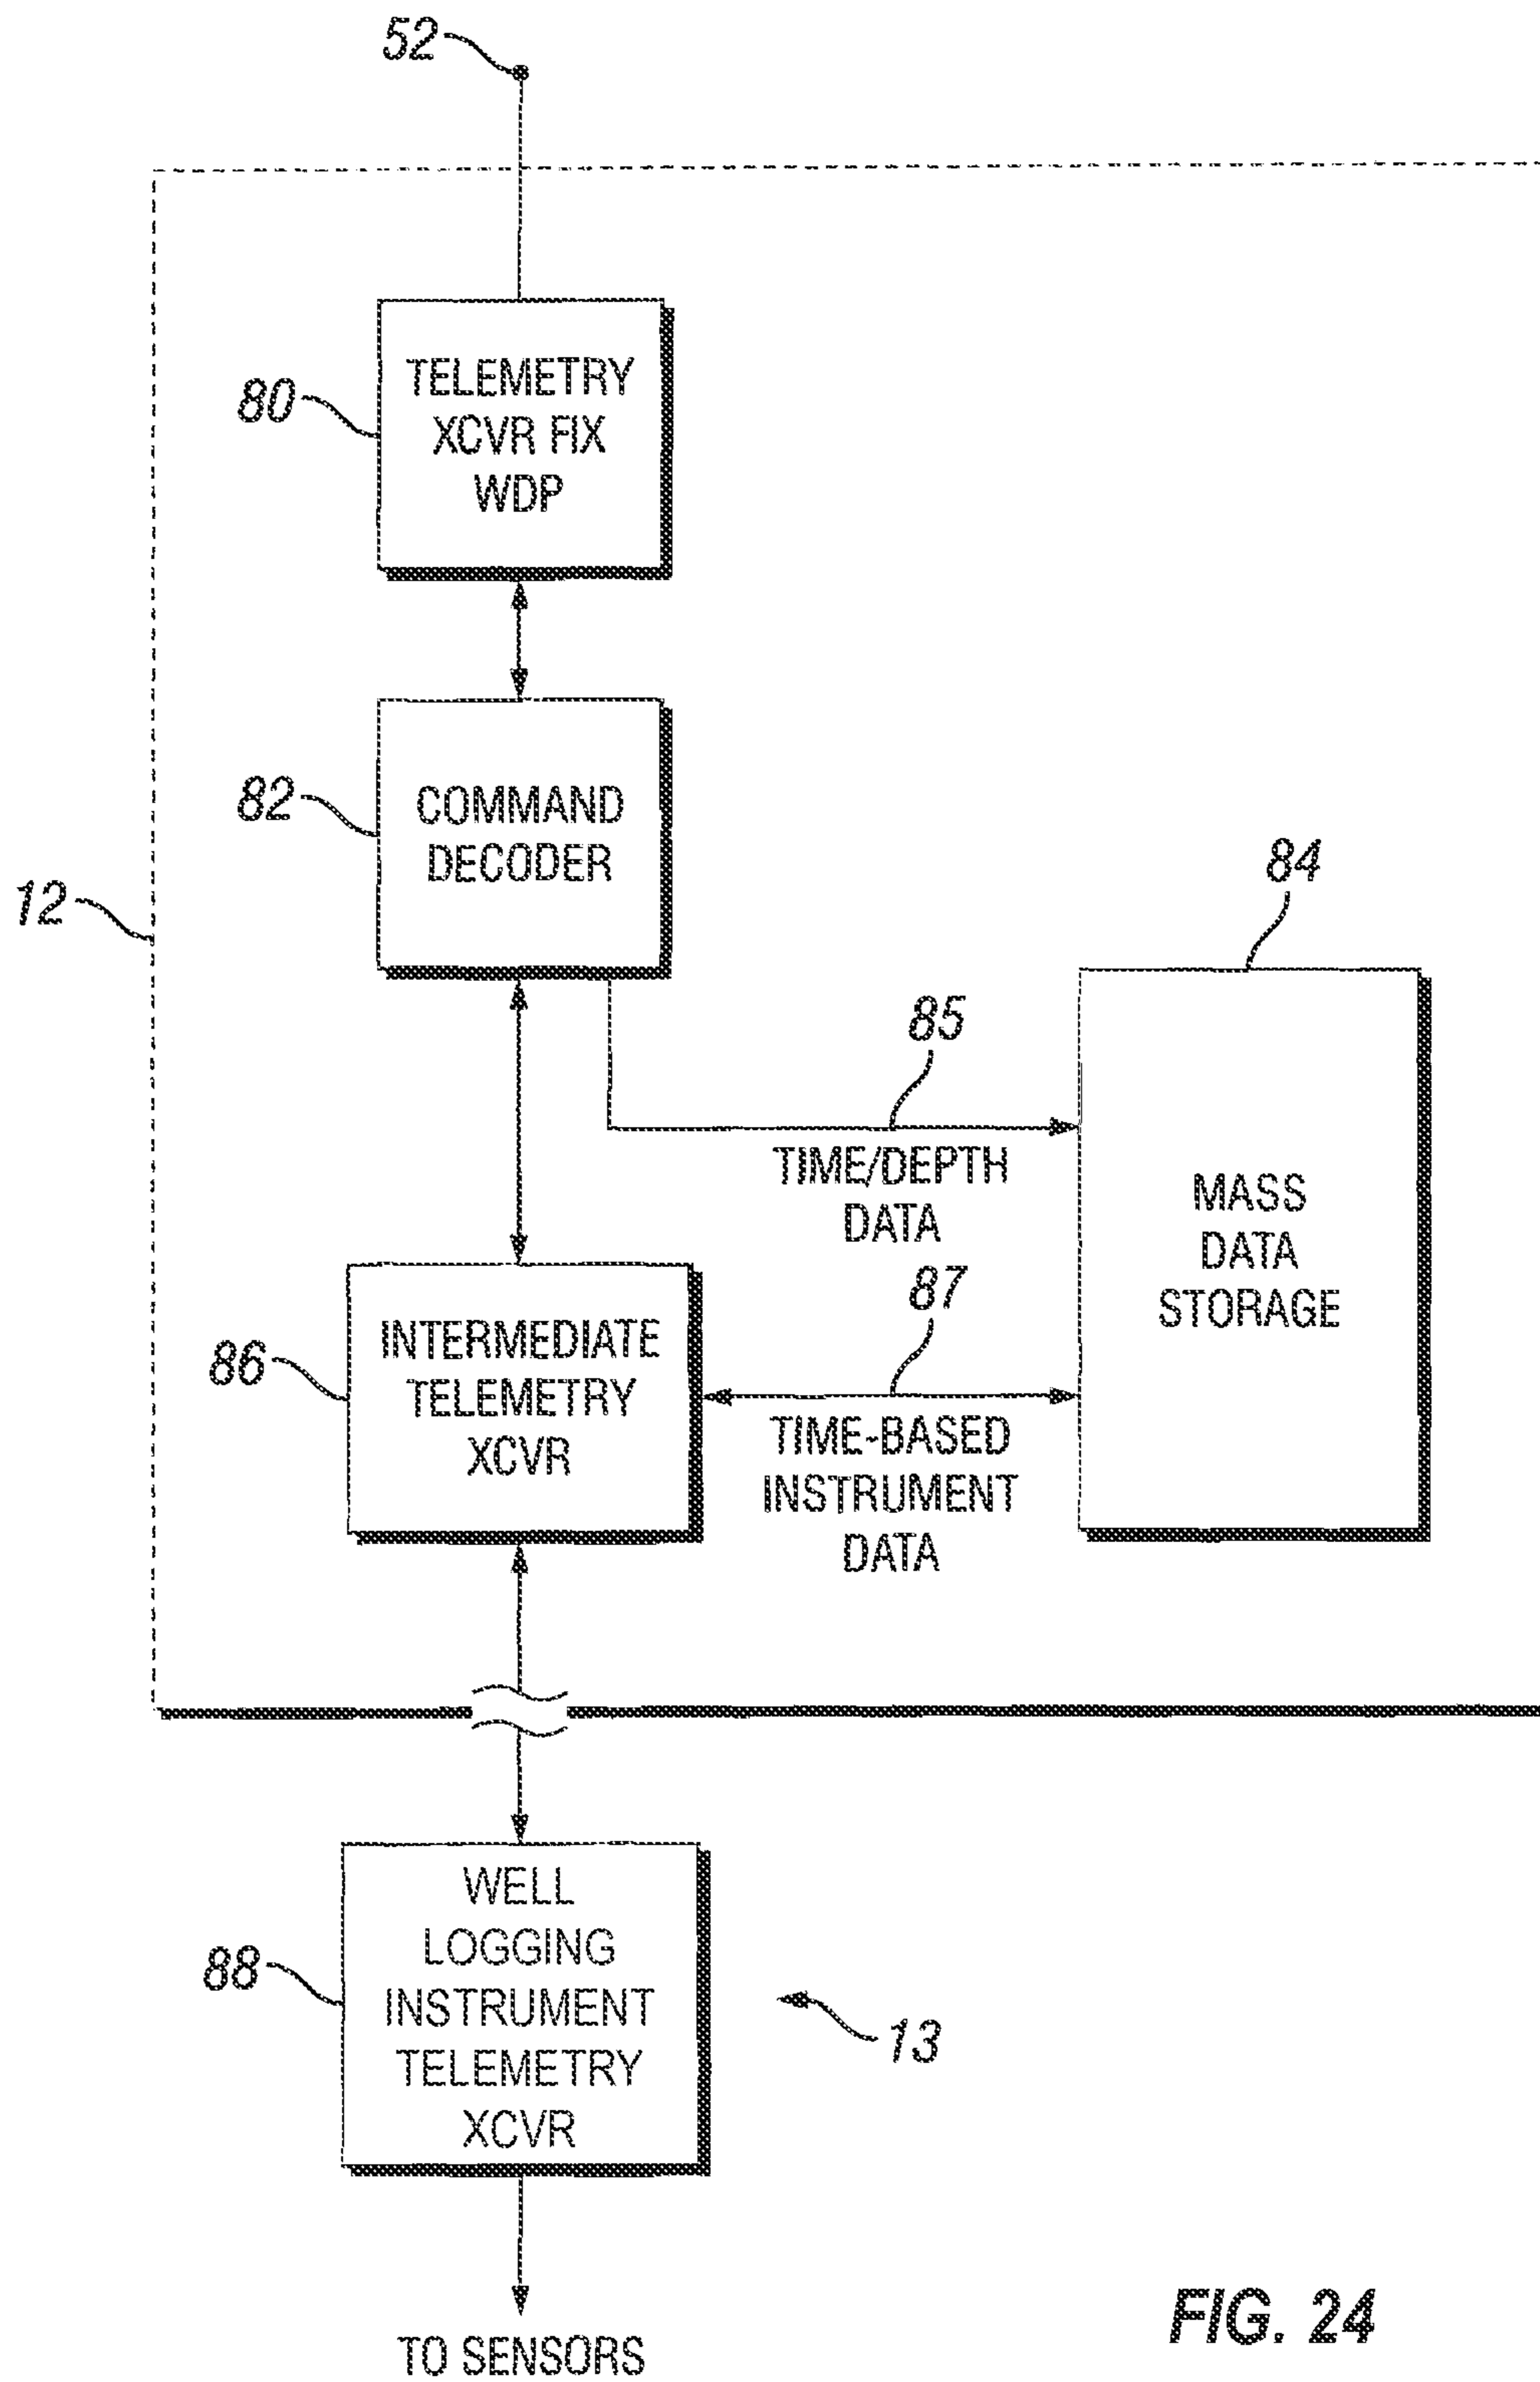 52
80
TELEMETRY
XCVR FIX
WDP
82
COMMAND
DECODER
12
84
85
TIME/DEPTH
DATA
MASS
DATA
STORAGE
87
86
INTERMEDIATE
TELEMETRY
XCVR
TIME-BASED
INSTRUMENT
DATA
88
WELL
LOGGING
INSTRUMENT
TELEMETRY
XCVR
13
TO SENSORS
FIG. 24